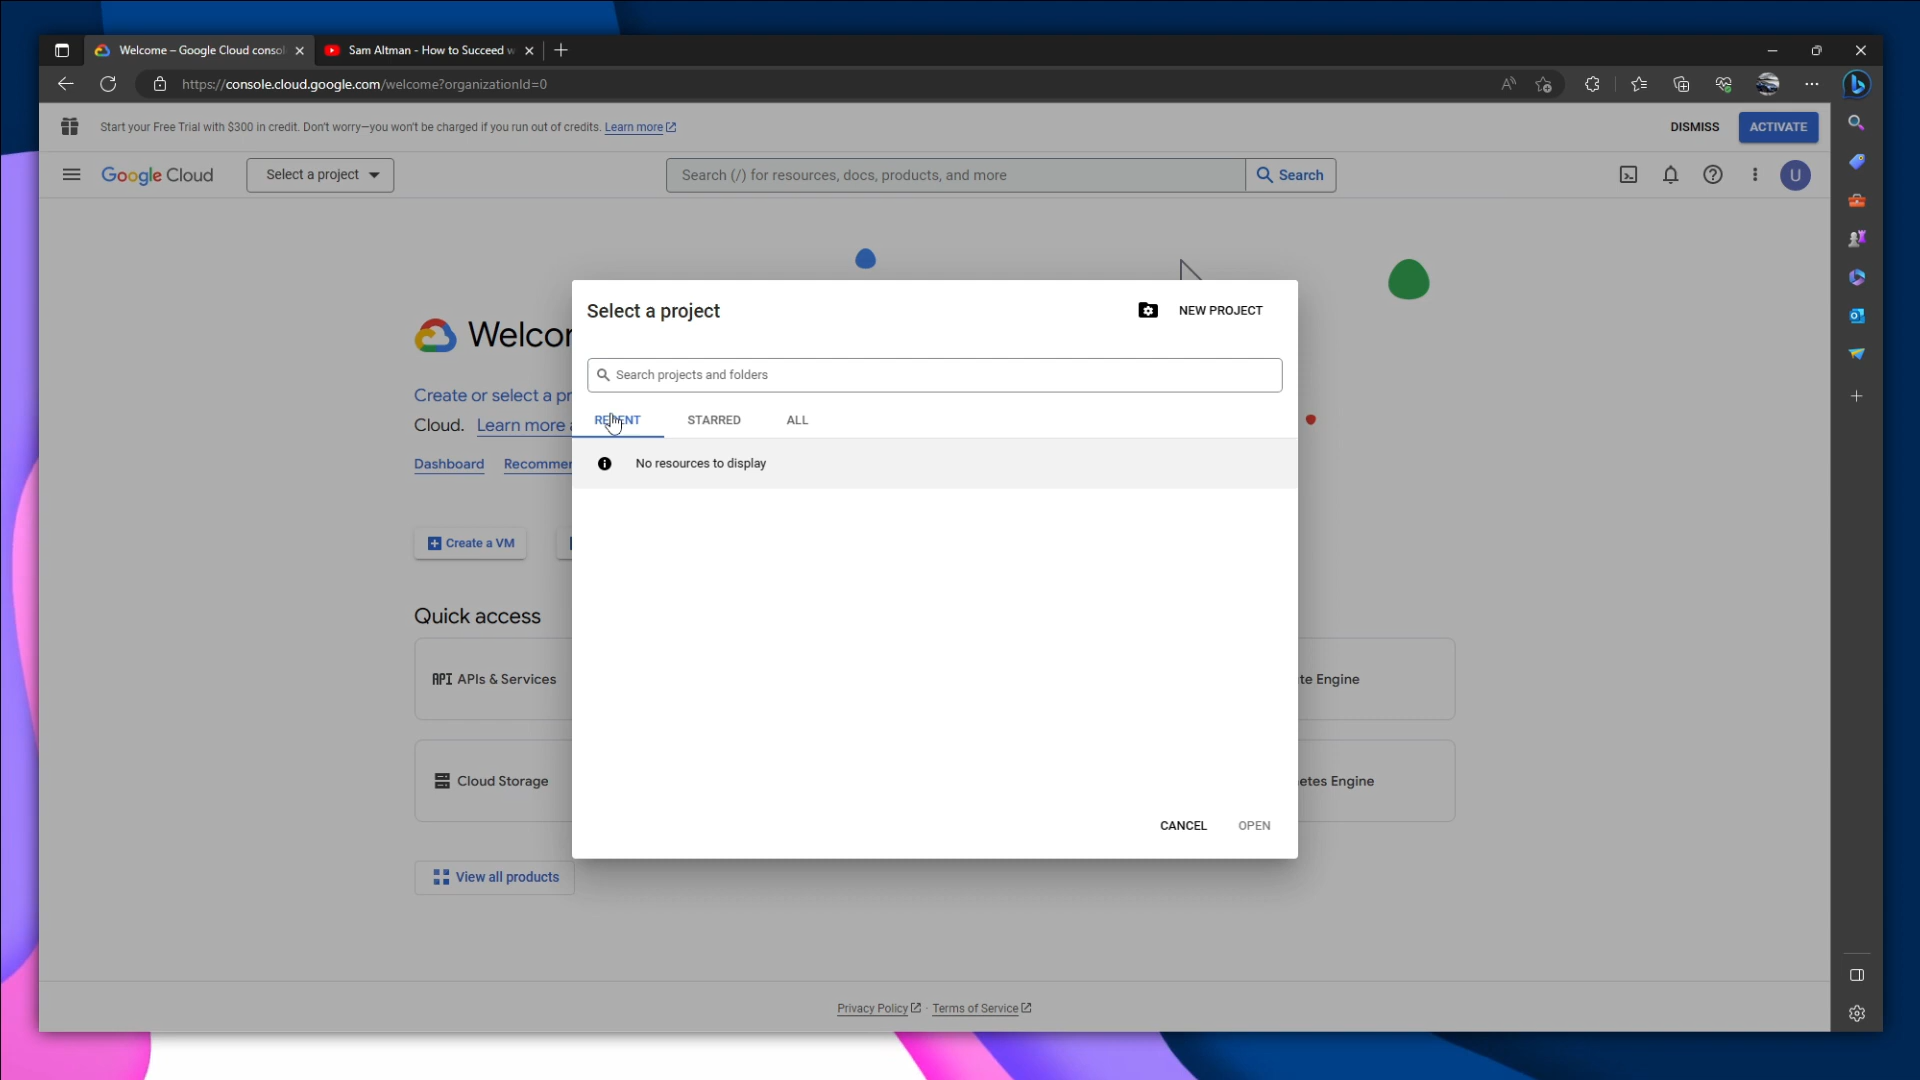 Welcome – Google Cloud consol
Sam Altman - How to Succeed w
https://console.cloud.google.com/welcome?organizationId=0
Start your Free Trial with $300 in credit. Don't worry—you won't be charged if you run out of credits. Learn more
DISMISS
ACTIVATE
Google Cloud
Select a project
Search (/) for resources, docs, products, and more
Search
U
Welcor
Select a project
NEW PROJECT
Search projects and folders
Create or select a pr
RECENT
STARRED
ALL
Cloud. Learn more a
Dashboard
Recommen
No resources to display
Create a VM
Quick access
API APIs & Services
te Engine
Cloud Storage
etes Engine
CANCEL
OPEN
View all products
Privacy Policy · Terms of Service